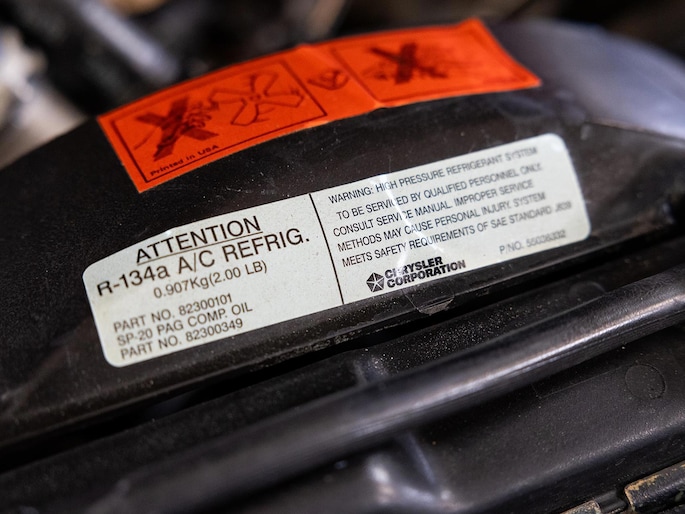 Printed in USA
ATTENTION
R-134a A/C REFRIG.
0.907Kg(2.00 LB)
PART NO. 82300101
SP-20 PAG COMP. OIL
PART NO. 82300349
WARNING: HIGH PRESSURE REFRIGERANT SYSTEM
TO BE SERVICED BY QUALIFIED PERSONNEL ONLY.
CONSULT SERVICE MANUAL. IMPROPER SERVICE
METHODS MAY CAUSE PERSONAL INJURY. SYSTEM
MEETS SAFETY REQUIREMENTS OF SAE STANDARD J639
P/NO. 55036332
CHRYSLER
CORPORATION